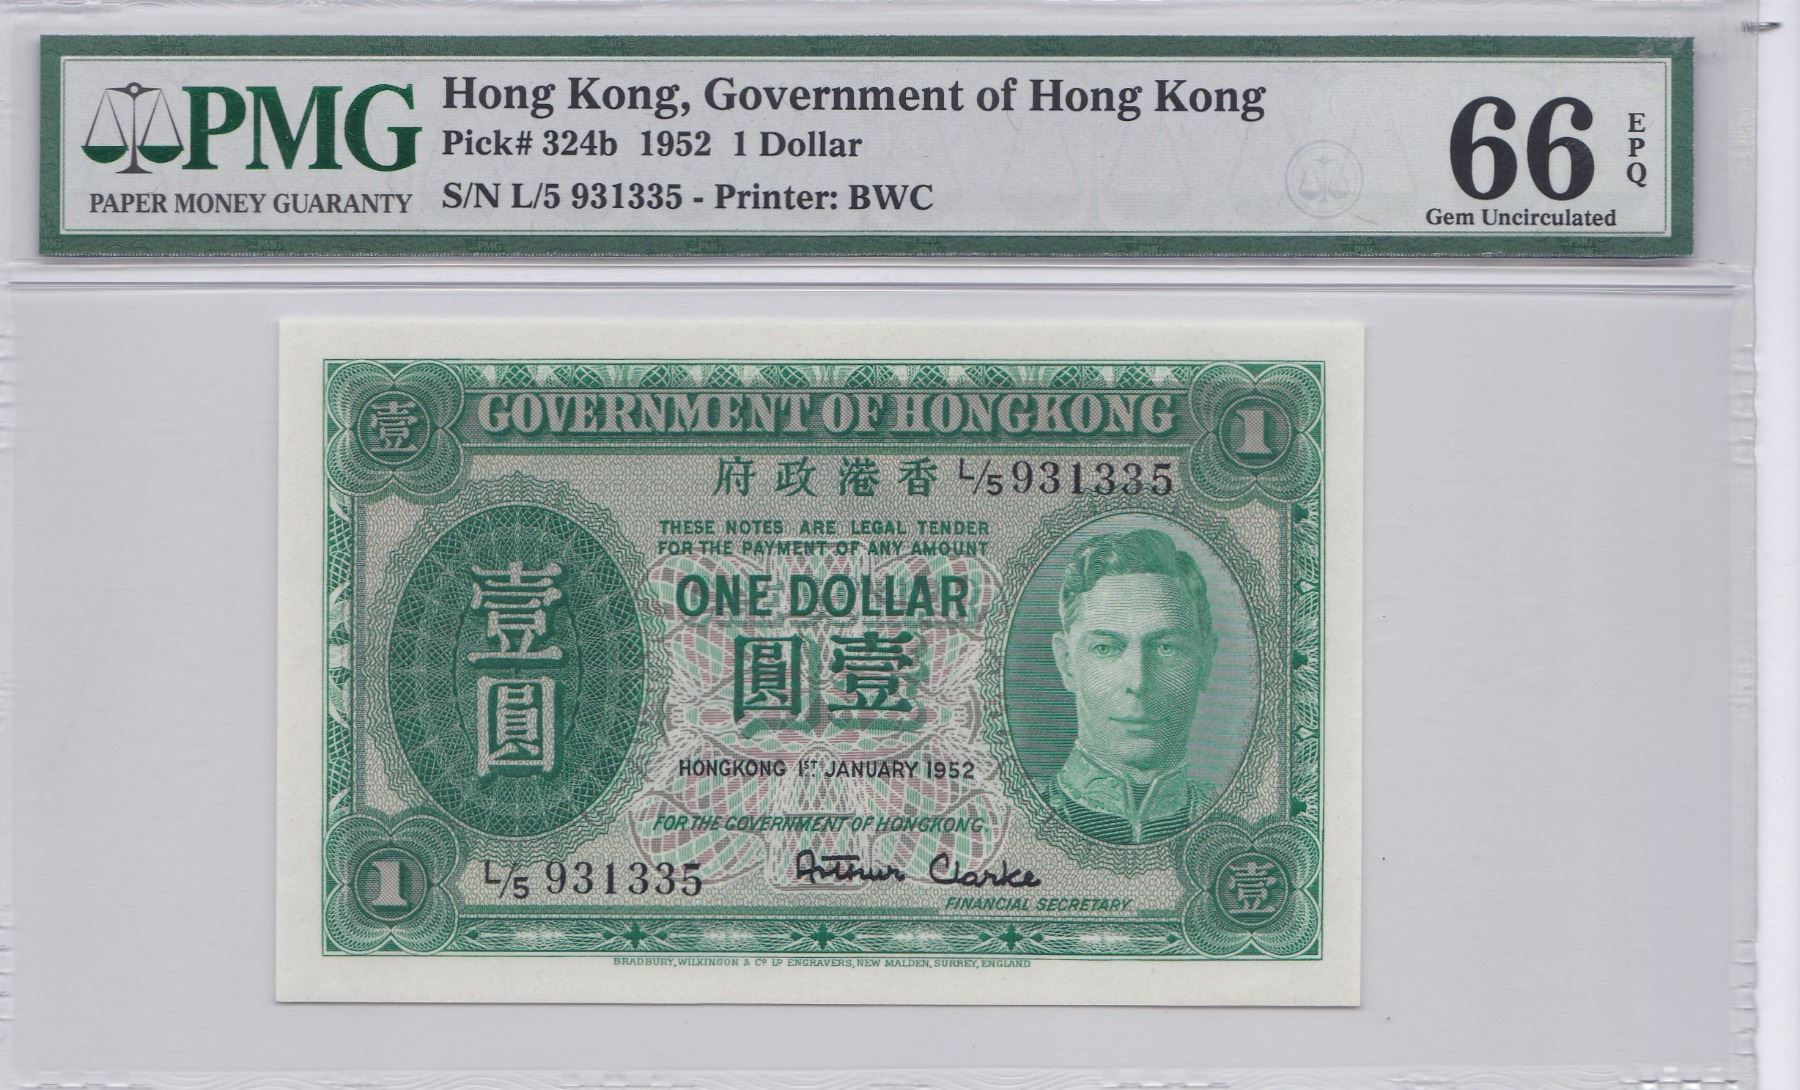 PMG
PAPER MONEY GUARANTY
Hong Kong, Government of Hong Kong
Pick# 324b 1952 1 Dollar
S/N L/5 931335 - Printer: BWC
66
EPQ
Gem Uncirculated
壹
GOVERNMENT OF HONGKONG
1
府政港香
L/5 931335
THESE NOTES ARE LEGAL TENDER
FOR THE PAYMENT OF ANY AMOUNT
ONE DOLLAR
壹圓
圓壹
HONGKONG 1ST JANUARY 1952
FOR THE GOVERNMENT OF HONGKONG.
1
L/5 931335
Arthur Clarke
FINANCIAL SECRETARY
壹
BRADBURY, WILKINSON & Co Ld ENGRAVERS, NEW MALDEN, SURREY, ENGLAND